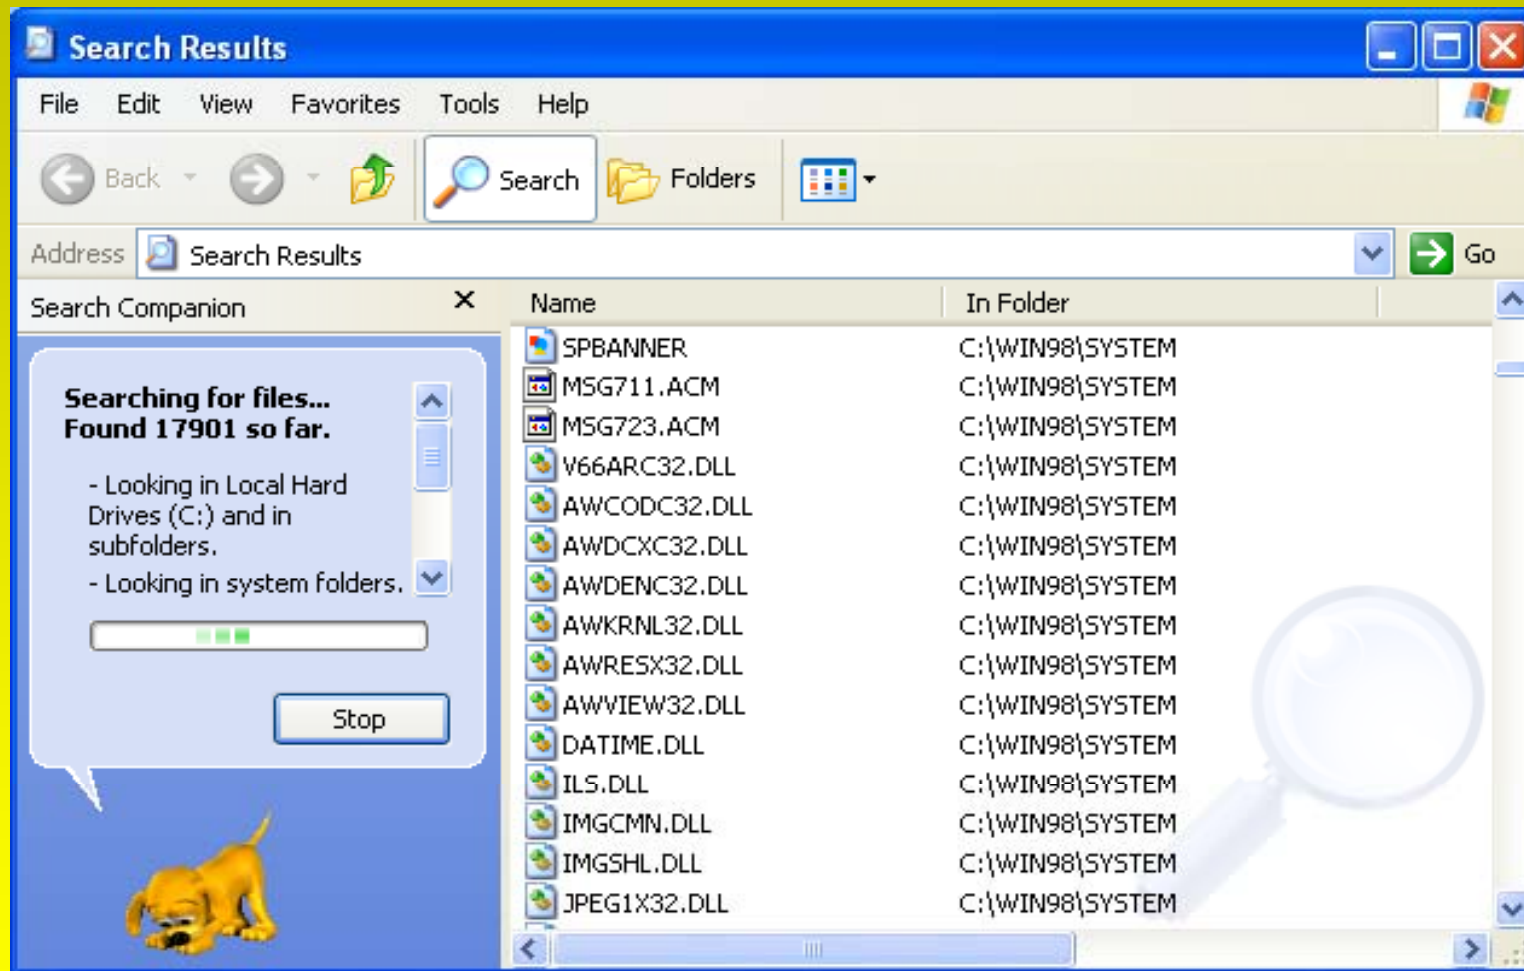 Search Results
File Edit View Favorites Tools Help
Back Search Folders
Address Search Results Go
Search Companion
Searching for files...
Found 17901 so far.
- Looking in Local Hard
Drives (C:) and in
subfolders.
- Looking in system folders.
Stop
Name In Folder
SPBANNER C:\WIN98\SYSTEM
MSG711.ACM C:\WIN98\SYSTEM
MSG723.ACM C:\WIN98\SYSTEM
V66ARC32.DLL C:\WIN98\SYSTEM
AWCODC32.DLL C:\WIN98\SYSTEM
AWDCXC32.DLL C:\WIN98\SYSTEM
AWDENC32.DLL C:\WIN98\SYSTEM
AWKRNL32.DLL C:\WIN98\SYSTEM
AWRESX32.DLL C:\WIN98\SYSTEM
AWVIEW32.DLL C:\WIN98\SYSTEM
DATIME.DLL C:\WIN98\SYSTEM
ILS.DLL C:\WIN98\SYSTEM
IMGCMN.DLL C:\WIN98\SYSTEM
IMGSHL.DLL C:\WIN98\SYSTEM
JPEG1X32.DLL C:\WIN98\SYSTEM